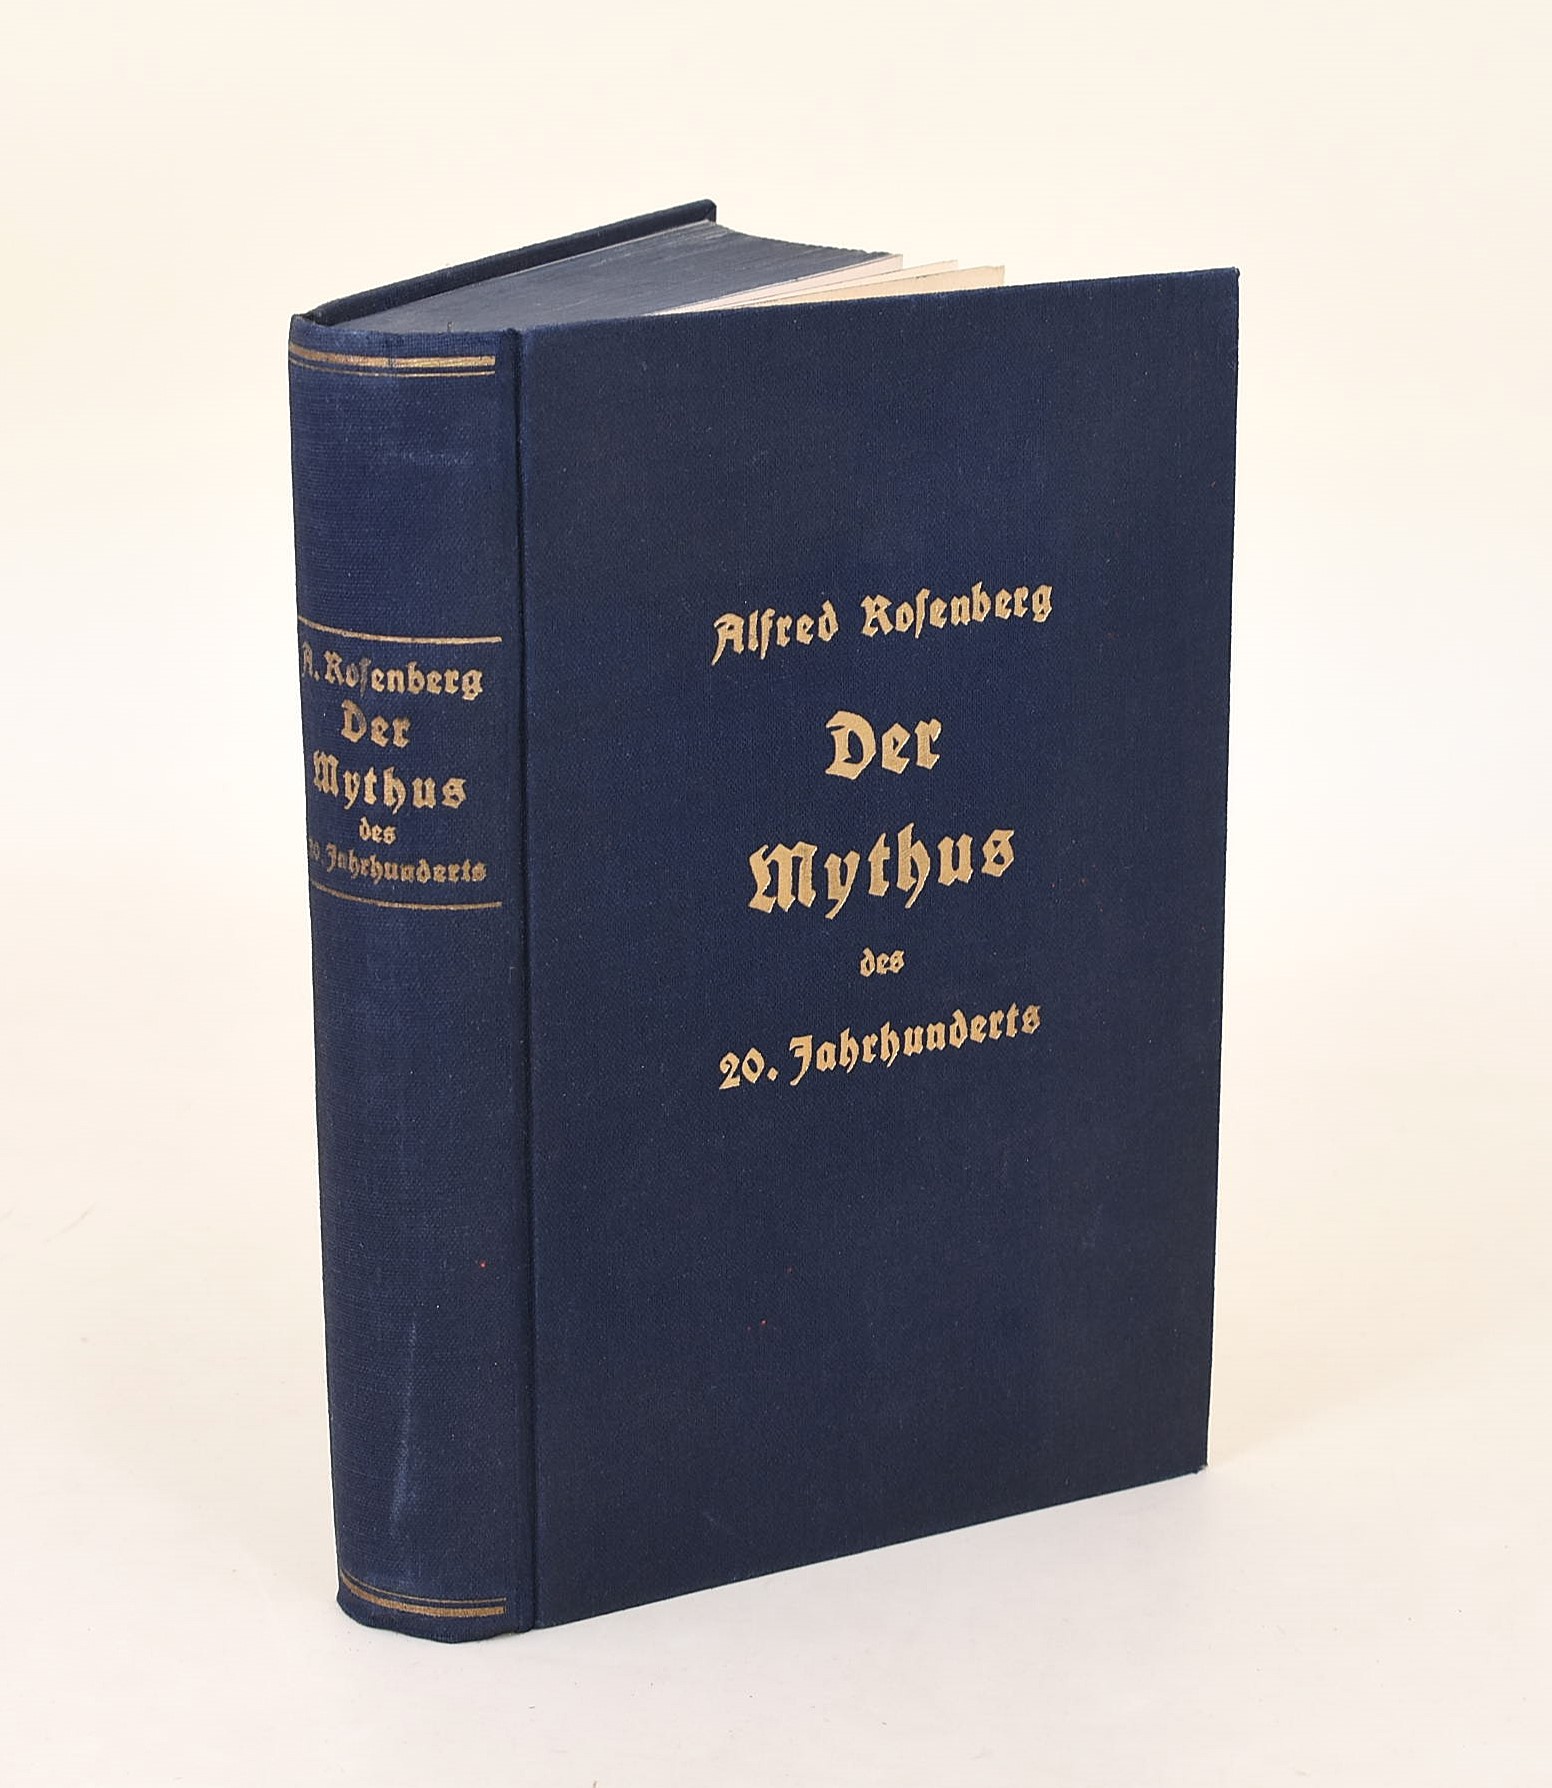 A. Rosenberg
Der
Mythus
des
20. Jahrhunderts
Alfred Rosenberg
Der
Mythus
des
20. Jahrhunderts